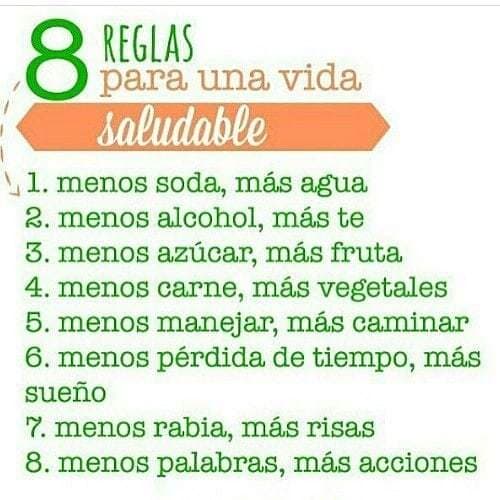 8 REGLAS
para una vida
saludable
1. menos soda, más agua
2. menos alcohol, más te
3. menos azúcar, más fruta
4. menos carne, más vegetales
5. menos manejar, más caminar
6. menos pérdida de tiempo, más
sueño
7. menos rabia, más risas
8. menos palabras, más acciones